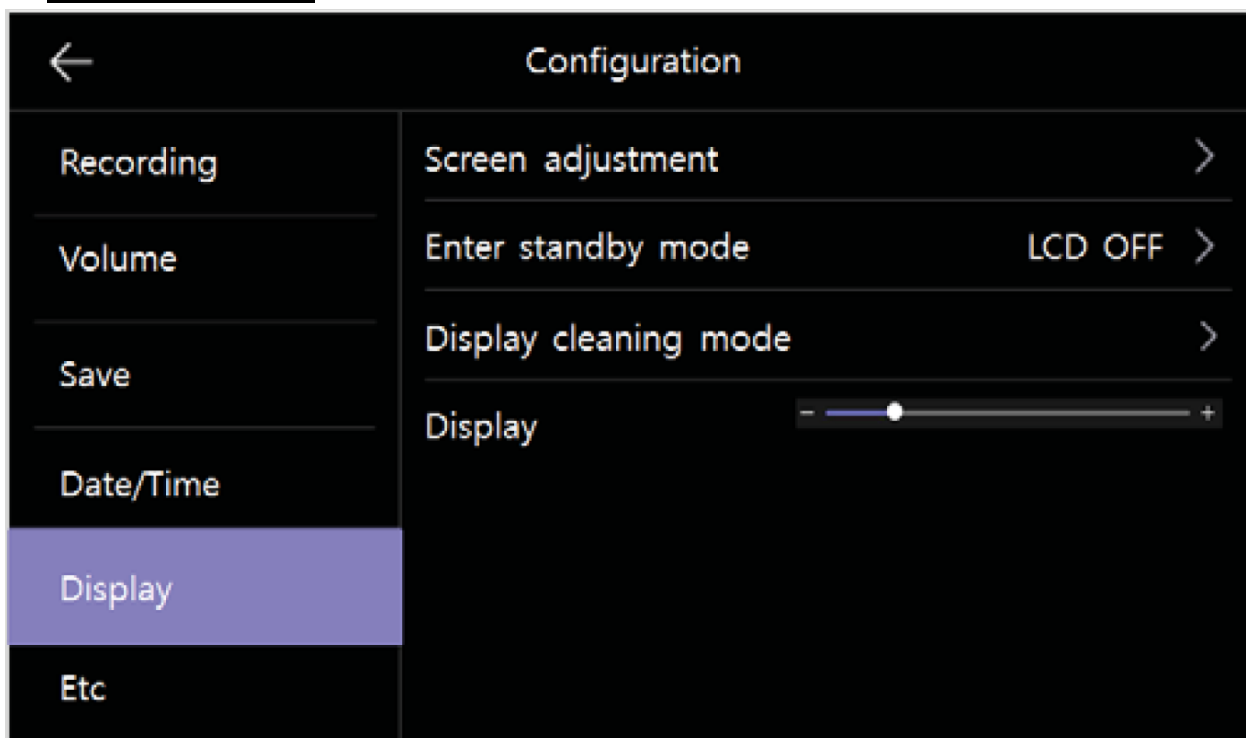 Configuration
Recording
Volume
Save
Date/Time
Display
Etc
Screen adjustment
Enter standby mode LCD OFF
Display cleaning mode
Display - +